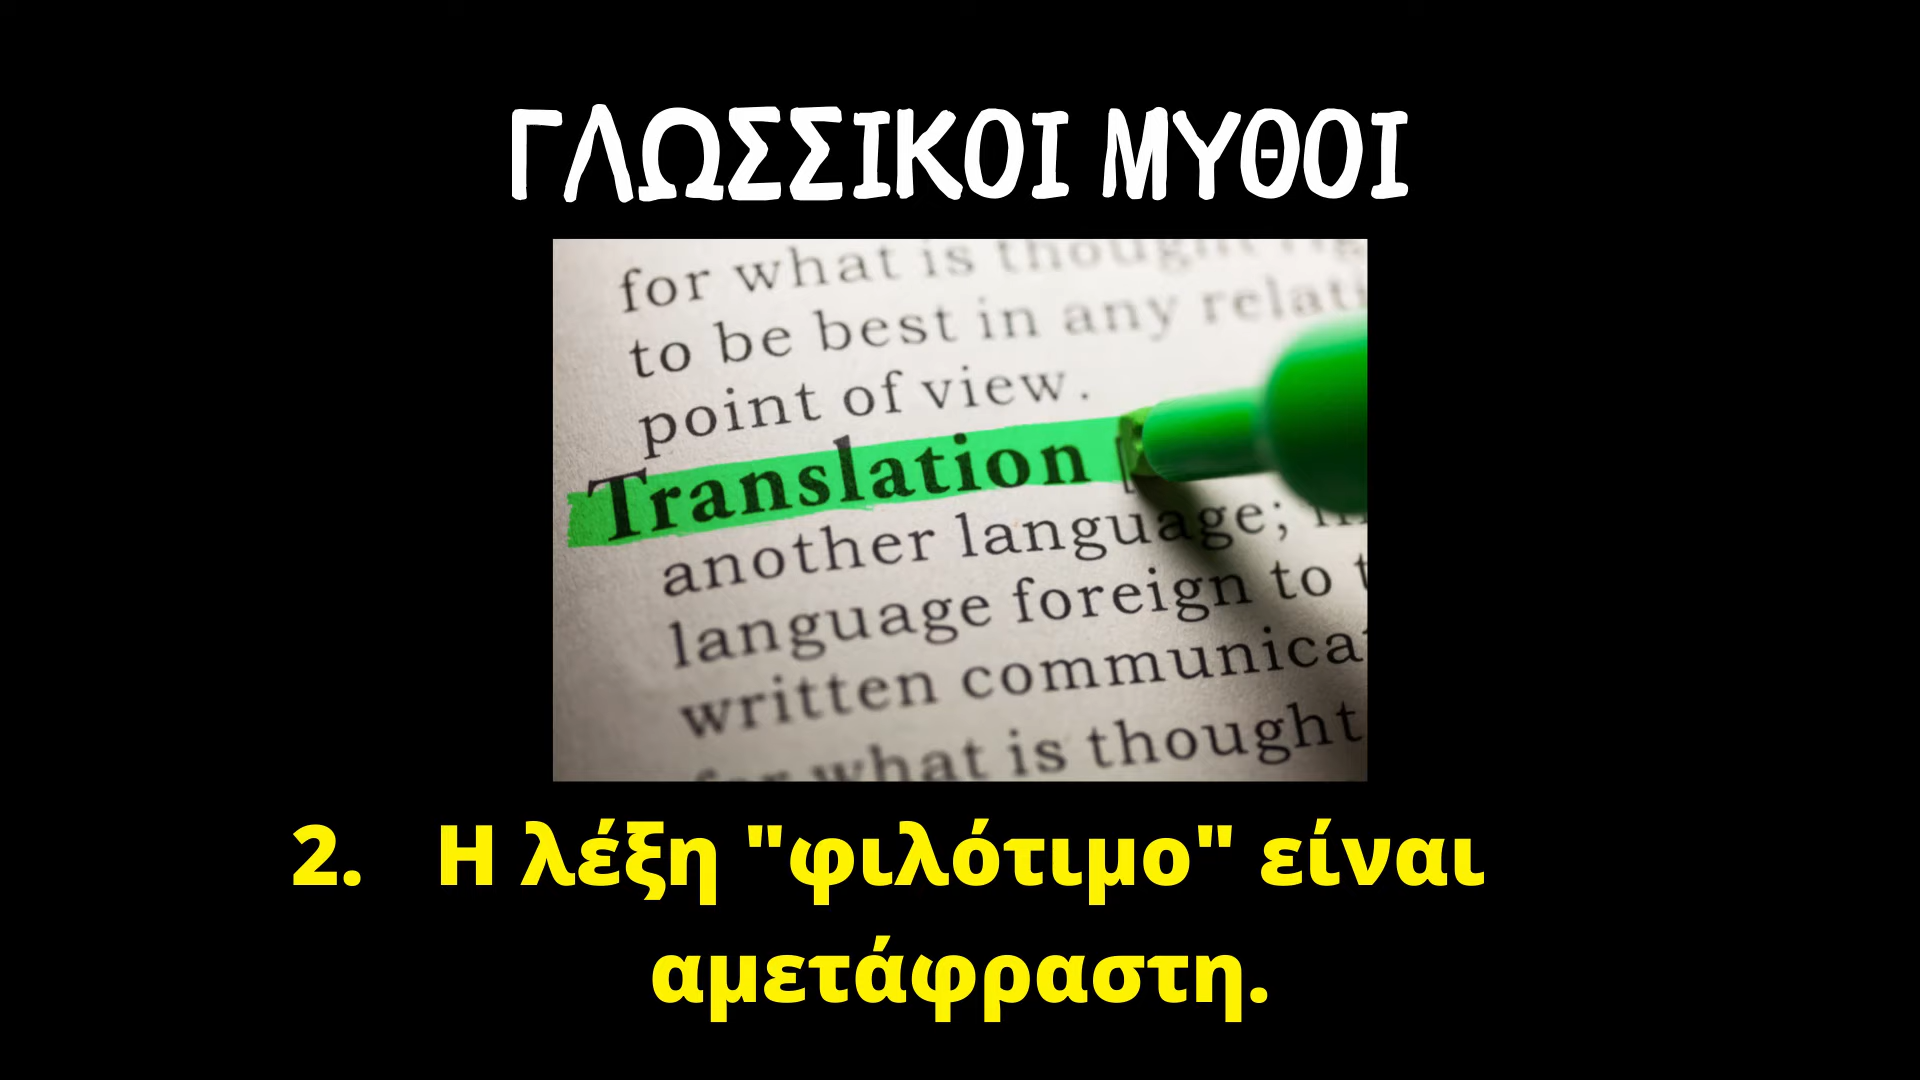 ΓΛΩΣΣΙΚΟΙ ΜΥΘΟΙ
for what is thought
to be best in any
point of view.
Translation
another language;
language foreign to
written
what is thought
2. Η λέξη "φιλότιμο" είναι
αμετάφραστη.